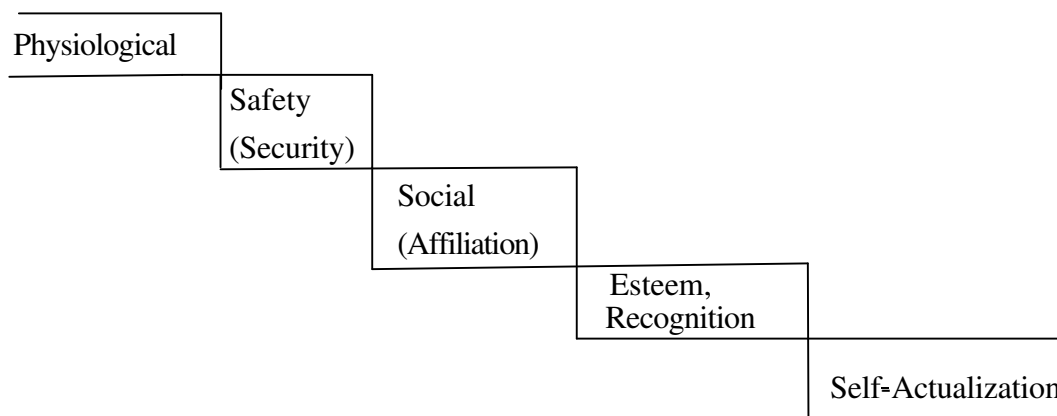 Physiological
Safety
(Security)
Social
(Affiliation)
Esteem,
Recognition
Self-Actualization